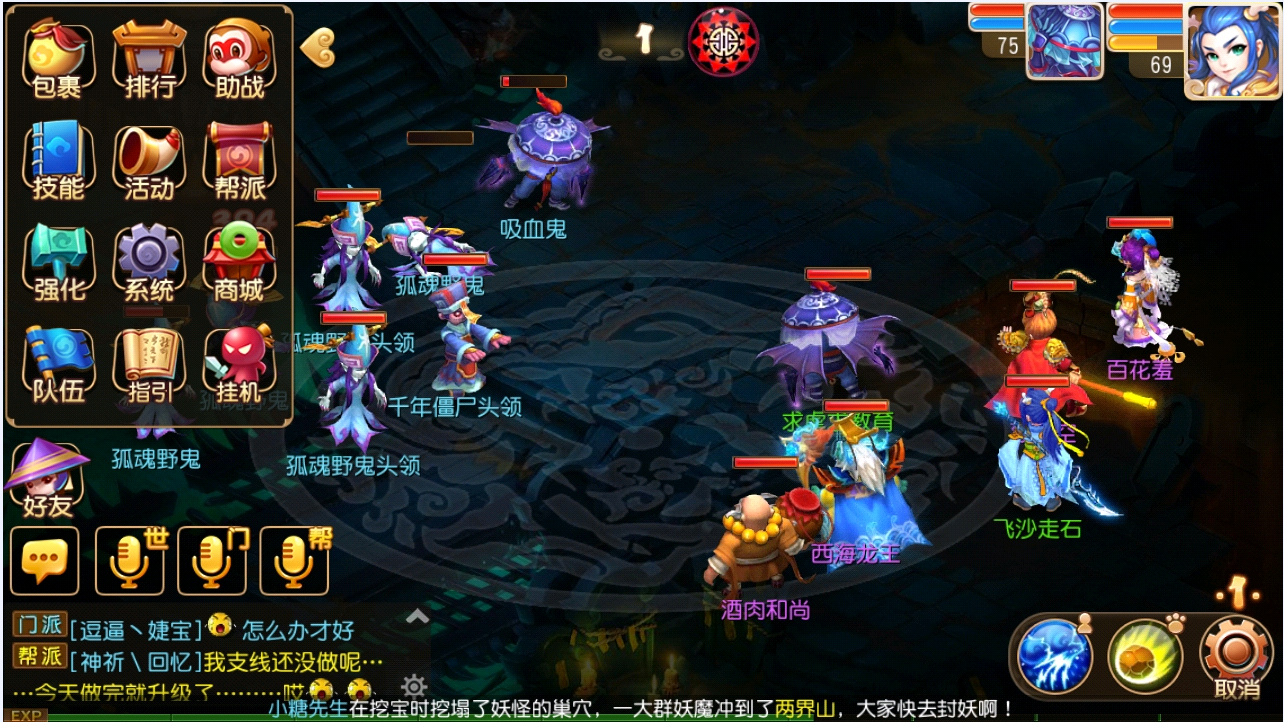 包裹 排行 助战
1
75
69
技能 活动 帮派
强化 系统 商城
队伍 指引 挂机
吸血鬼
孤魂野鬼
孤魂野鬼头领
孤魂野鬼
千年僵尸头领
孤魂野鬼
孤魂野鬼头领
百花羞
飞沙走石
西海龙王
酒肉和尚
好友
世 门 帮
门派 [逗逼丶婕宝] 怎么办才好
帮派 [神祈\回忆]我支线还没做呢…
…今天做完就升级了………哎
1
取消
小糖先生在挖宝时挖塌了妖怪的巢穴，一大群妖魔冲到了两界山，大家快去封妖啊！
EXP